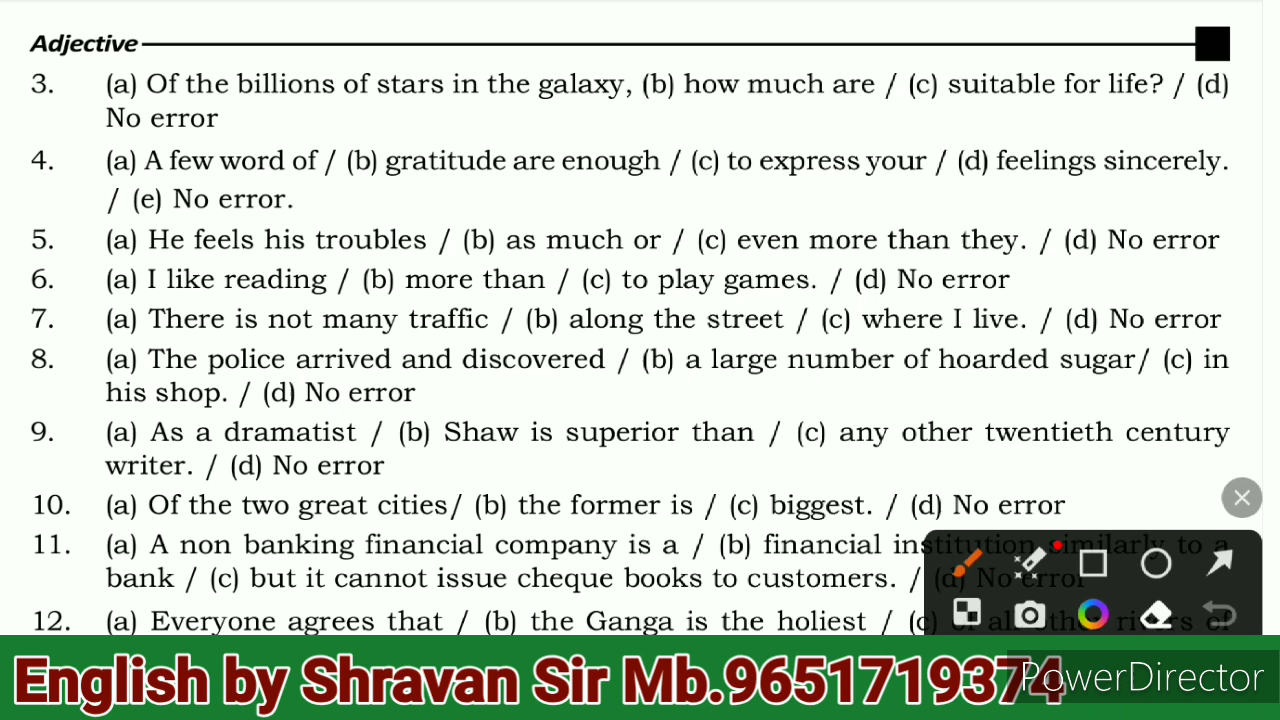 Adjective
3. (a) Of the billions of stars in the galaxy, (b) how much are / (c) suitable for life? / (d)
No error
4. (a) A few word of / (b) gratitude are enough / (c) to express your / (d) feelings sincerely.
/ (e) No error.
5. (a) He feels his troubles / (b) as much or / (c) even more than they. / (d) No error
6. (a) I like reading / (b) more than / (c) to play games. / (d) No error
7. (a) There is not many traffic / (b) along the street / (c) where I live. / (d) No error
8. (a) The police arrived and discovered / (b) a large number of hoarded sugar/ (c) in
his shop. / (d) No error
9. (a) As a dramatist / (b) Shaw is superior than / (c) any other twentieth century
writer. / (d) No error
10. (a) Of the two great cities/ (b) the former is / (c) biggest. / (d) No error
11. (a) A non banking financial company is a / (b) financial institution similarly to a
bank / (c) but it cannot issue cheque books to customers. / (d) No error
12. (a) Everyone agrees that / (b) the Ganga is the holiest / (c) of all other rivers of
English by Shravan Sir Mb.9651719374
PowerDirector